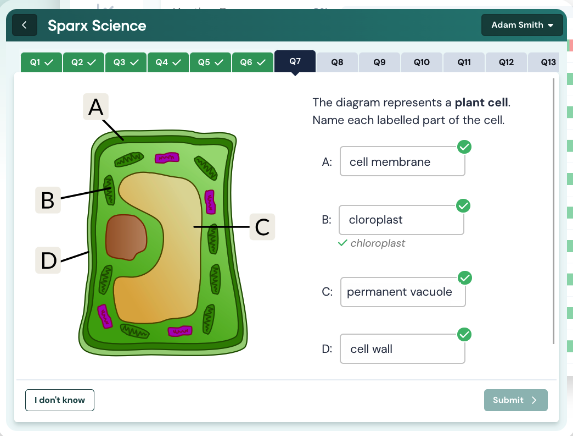 Sparx Science
Adam Smith
Q1 Q2 Q3 Q4 Q5 Q6 Q7 Q8 Q9 Q10 Q11 Q12 Q13
The diagram represents a plant cell.
Name each labelled part of the cell.
A
B
C
D
A: cell membrane
B: cloroplast
chloroplast
C: permanent vacuole
D: cell wall
I don't know
Submit